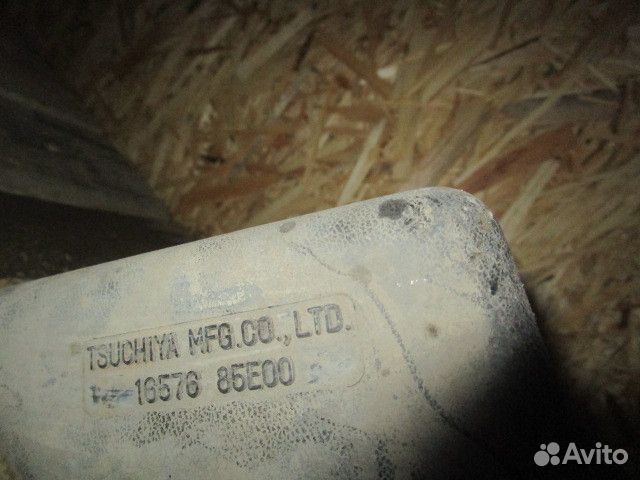 TSUCHIYA MFG.CO.,LTD.
16576 85E00
Avito